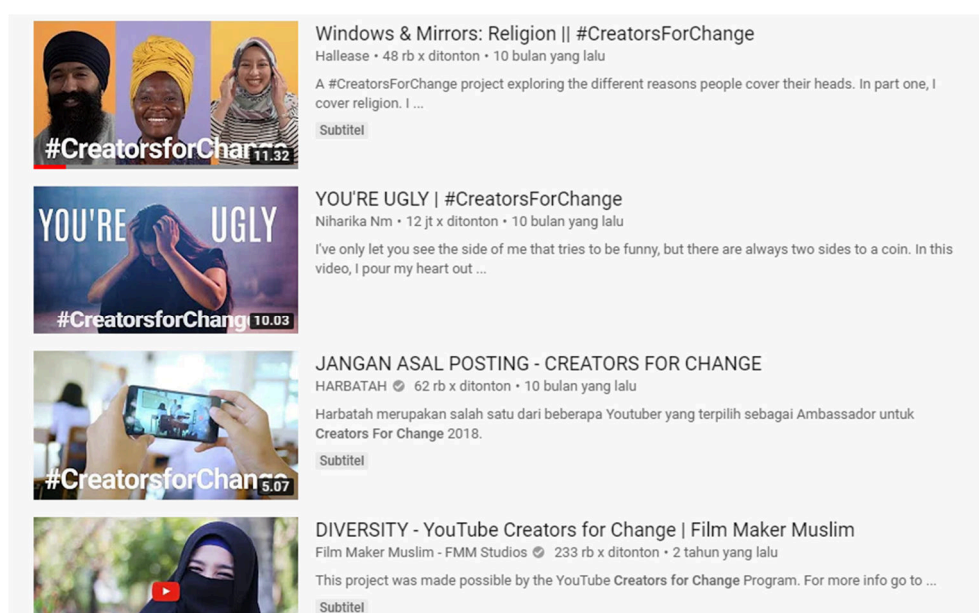 #CreatorsforChange
11.32
Windows & Mirrors: Religion || #CreatorsForChange
Hallease • 48 rb x ditonton • 10 bulan yang lalu
A #CreatorsForChange project exploring the different reasons people cover their heads. In part one, I
cover religion. I ...
Subtitel
YOU'RE UGLY
#CreatorsforChang
10.03
YOU'RE UGLY | #CreatorsForChange
Niharika Nm • 12 jt x ditonton • 10 bulan yang lalu
I've only let you see the side of me that tries to be funny, but there are always two sides to a coin. In this
video, I pour my heart out ...
#CreatorsforChange
5.07
JANGAN ASAL POSTING - CREATORS FOR CHANGE
HARBATAH 62 rb x ditonton • 10 bulan yang lalu
Harbatah merupakan salah satu dari beberapa Youtuber yang terpilih sebagai Ambassador untuk
Creators For Change 2018.
Subtitel
DIVERSITY - YouTube Creators for Change | Film Maker Muslim
Film Maker Muslim - FMM Studios 233 rb x ditonton • 2 tahun yang lalu
This project was made possible by the YouTube Creators for Change Program. For more info go to ...
Subtitel